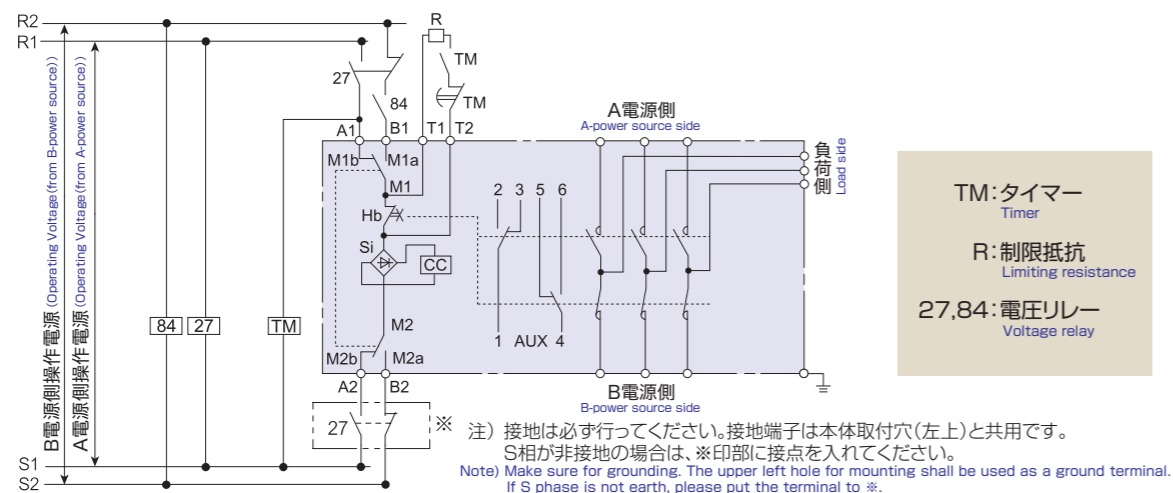 R2
R1
R
TM
TM
27
84
A1
B1
T1
T2
A電源側
A-power source side
負荷側
Load side
M1b
M1a
M1
Hb
Si
CC
2
3
5
6
1
AUX
4
M2
M2b
M2a
A2
B2
B電源側
B-power source side
84
27
TM
B電源側操作電源 (Operating Voltage(from B-power source))
A電源側操作電源 (Operating Voltage(from A-power source))
27
※
S1
S2
TM:タイマー
Timer
R:制限抵抗
Limiting resistance
27,84:電圧リレー
Voltage relay
注) 接地は必ず行ってください。接地端子は本体取付穴(左上)と共用です。
S相が非接地の場合は、※印部に接点を入れてください。
Note) Make sure for grounding. The upper left hole for mounting shall be used as a ground terminal.
If S phase is not earth, please put the terminal to ※.